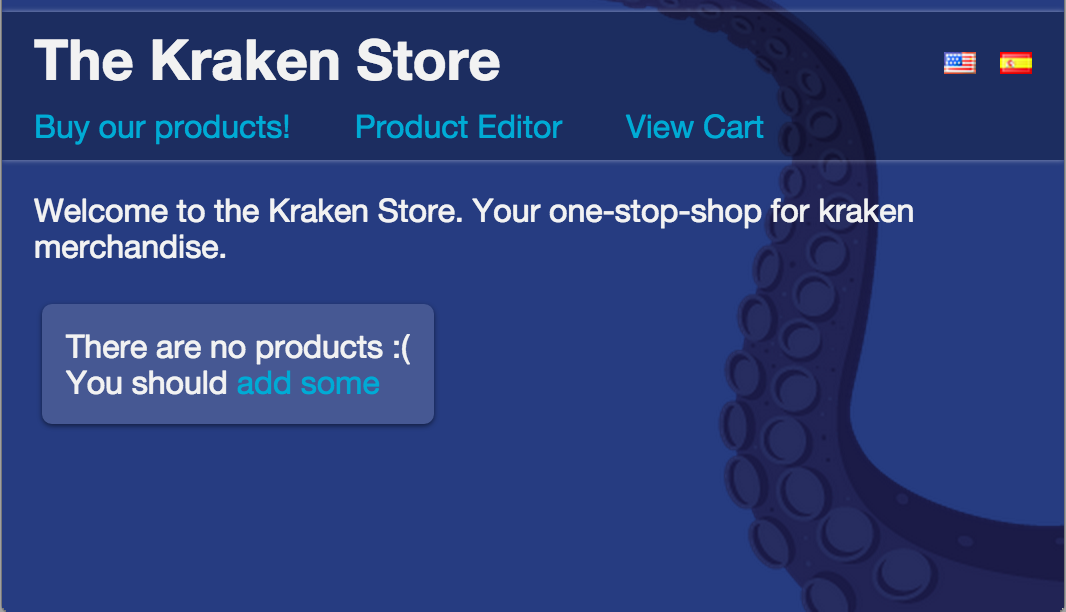 The Kraken Store
Buy our products! Product Editor View Cart
Welcome to the Kraken Store. Your one-stop-shop for kraken
merchandise.
There are no products :(
You should add some